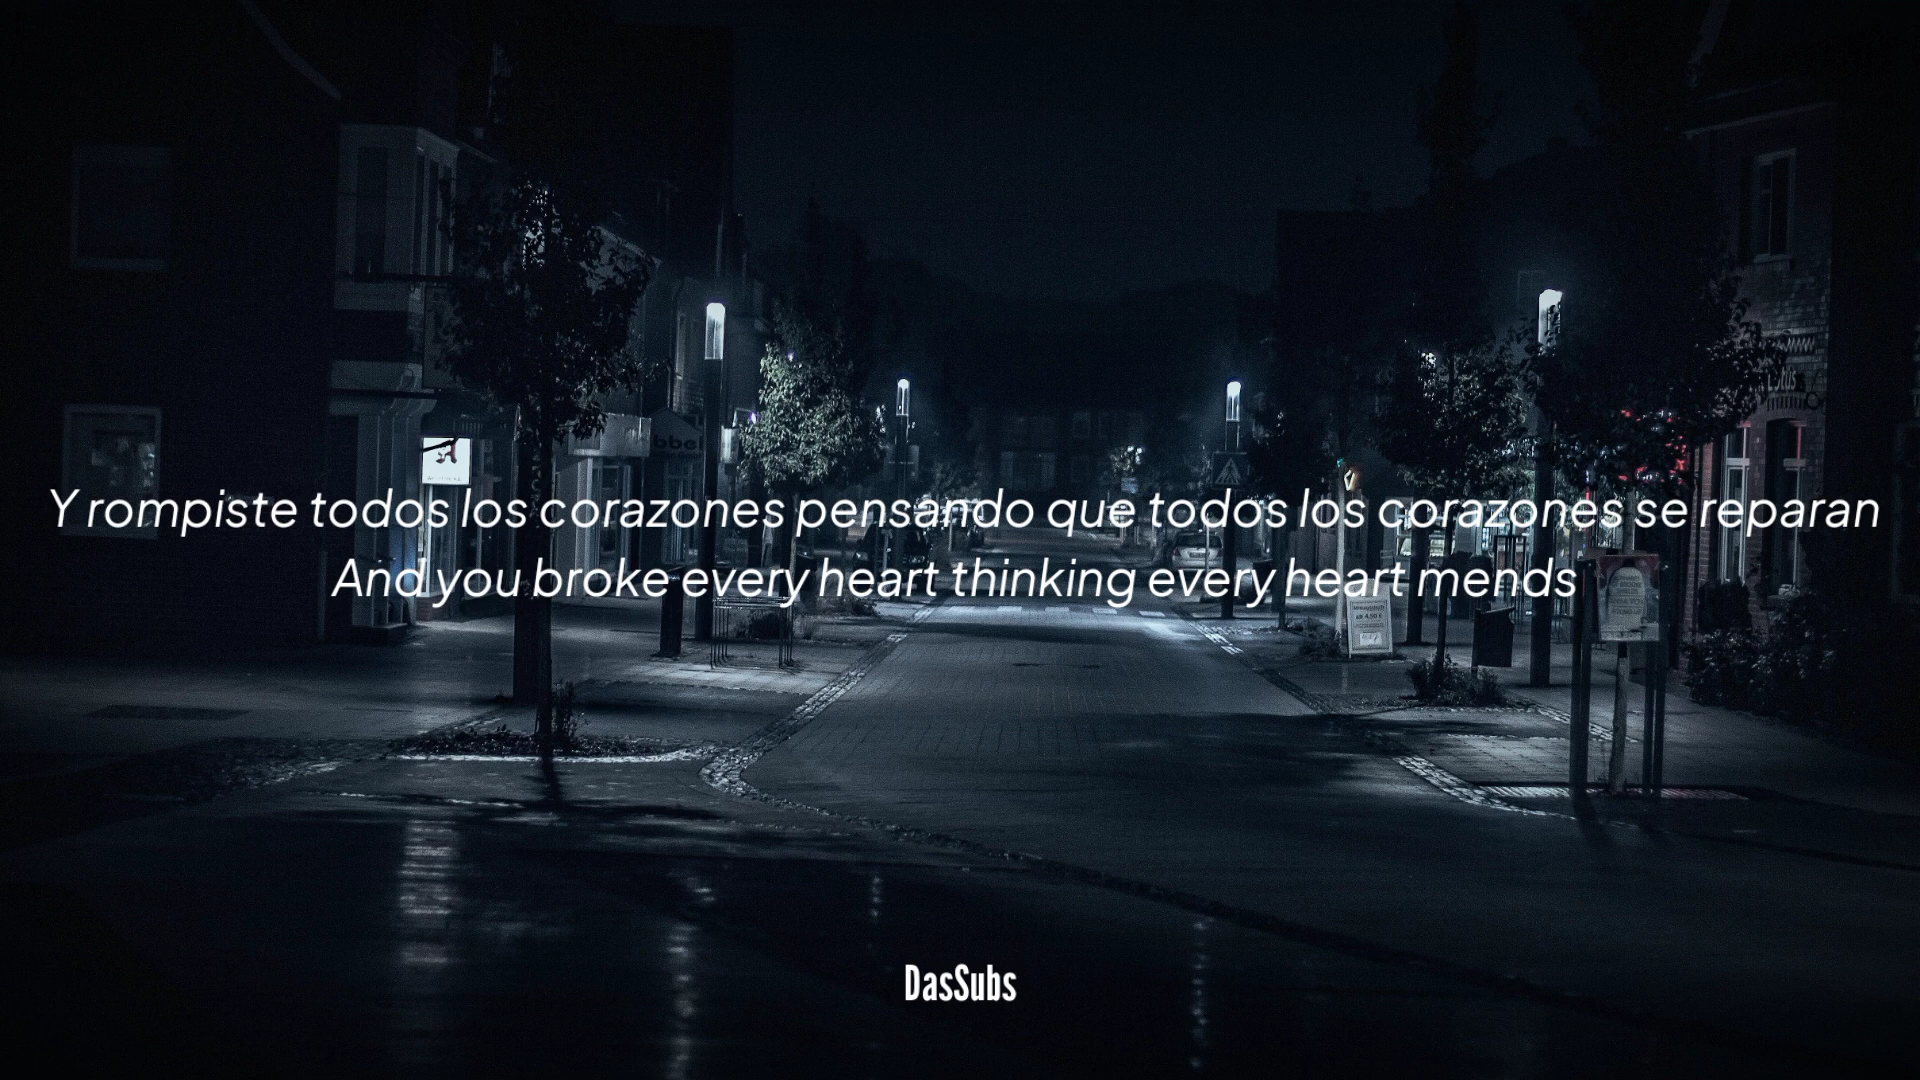 Y rompiste todos los corazones pensando que todos los corazones se reparan
And you broke every heart thinking every heart mends
DasSubs